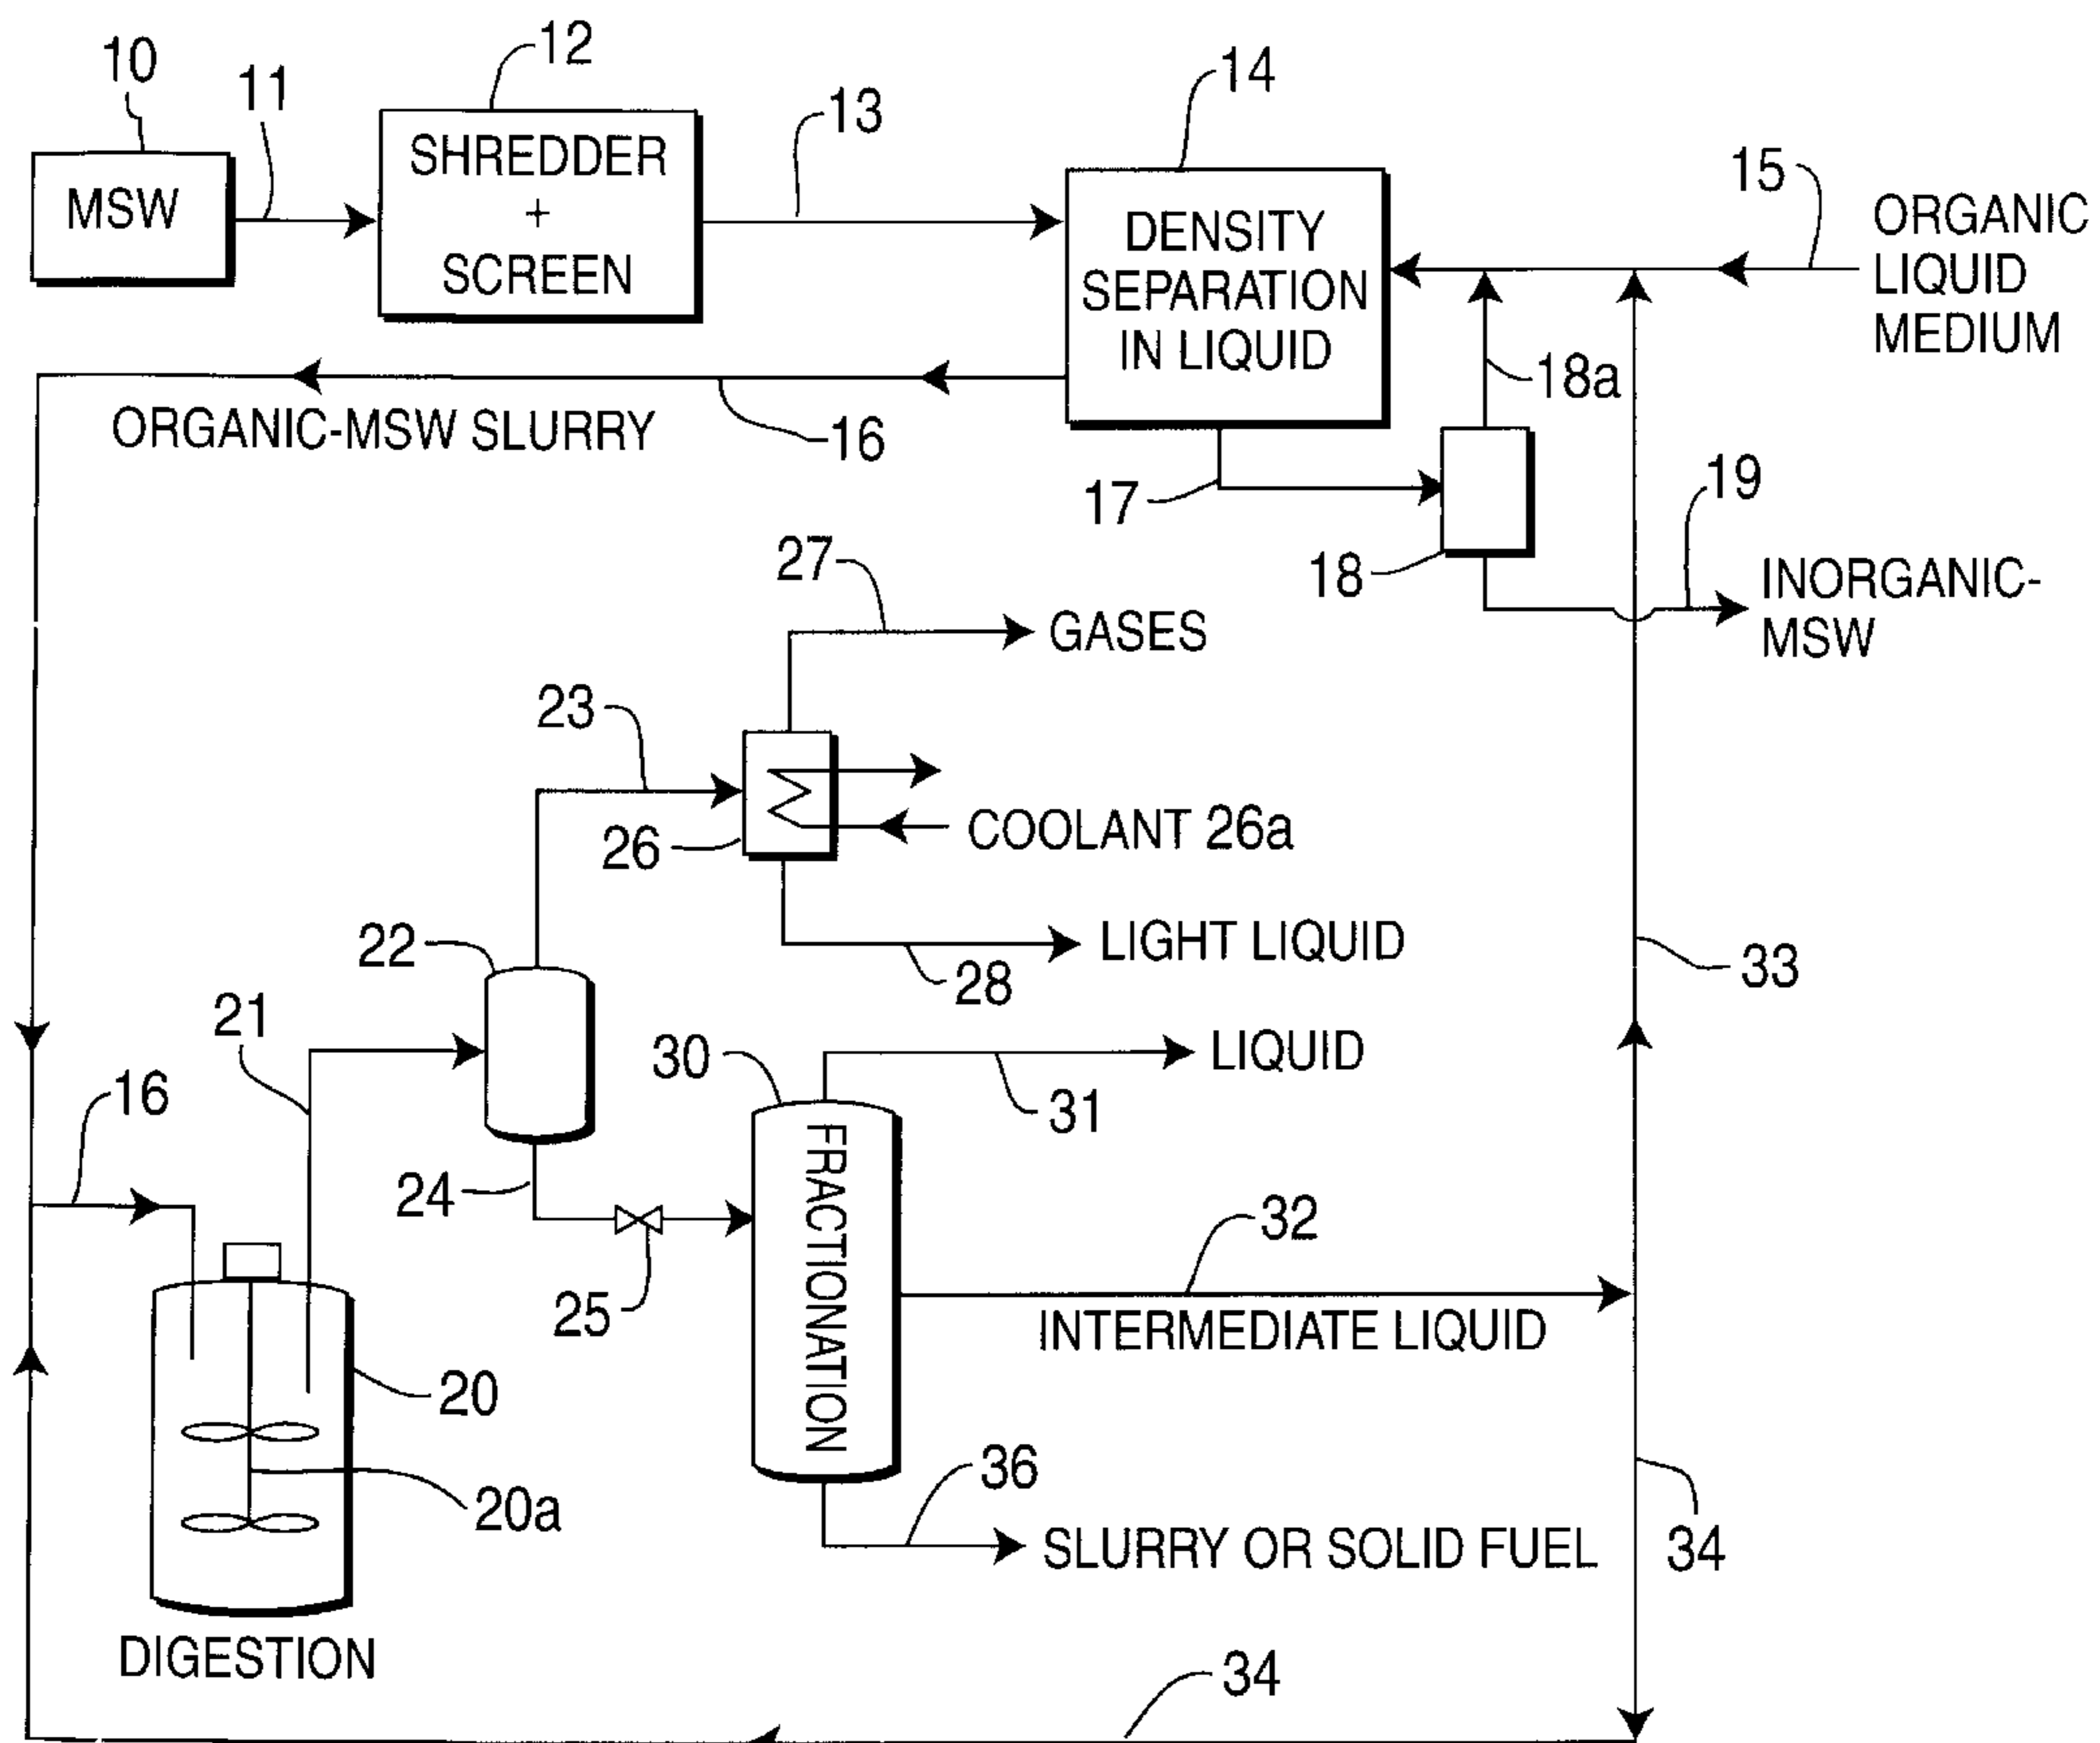 10
11
12
13
14
15
MSW
SHREDDER
+
SCREEN
DENSITY
SEPARATION
IN LIQUID
ORGANIC
LIQUID
MEDIUM
18a
ORGANIC-MSW SLURRY
16
17
18
19
INORGANIC-
MSW
27
GASES
23
26
COOLANT 26a
22
LIGHT LIQUID
28
33
21
30
LIQUID
31
16
24
25
FRACTIONATION
32
INTERMEDIATE LIQUID
20
20a
36
SLURRY OR SOLID FUEL
34
DIGESTION
34